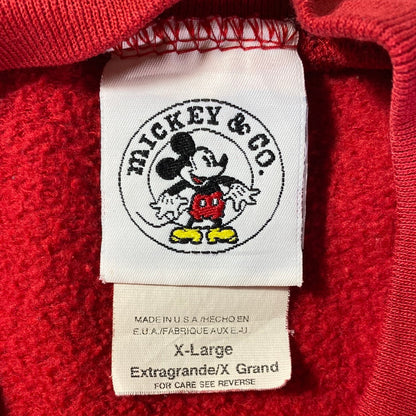 MICKEY & CO.
MADE IN U.S.A./HECHO EN
E.U.A./FABRIQUE AUX E.-U.
X-Large
Extragrande/X Grand
FOR CARE SEE REVERSE